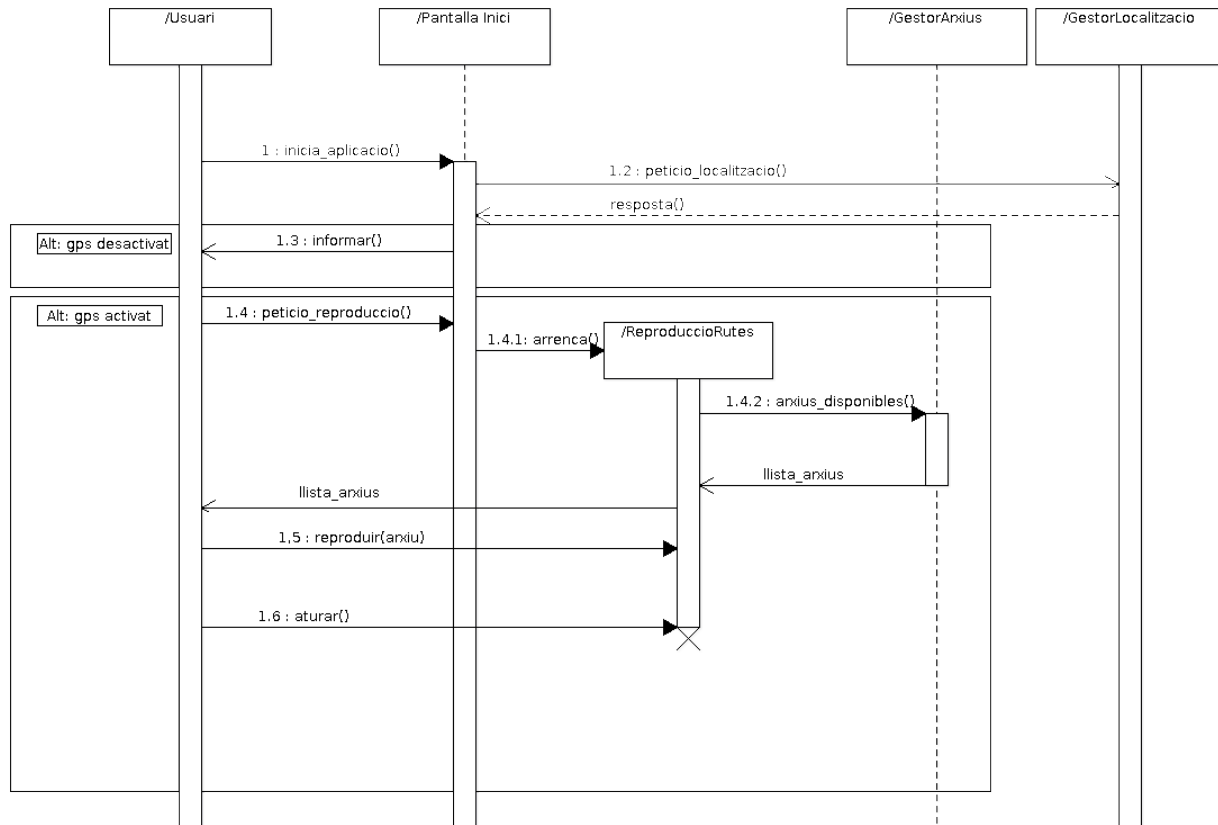 /Usuari
/Pantalla Inici
/GestorArxius
/GestorLocalitzacio
1 : inicia_aplicacio()
1.2 : peticio_localitzacio()
resposta()
Alt: gps desactivat
1.3 : informar()
Alt: gps activat
1.4 : peticio_reproduccio()
/ReproduccioRutes
1.4.1: arrenca()
1.4.2 : arxius_disponibles()
llista_arxius
llista_arxius
1,5 : reproduir(arxiu)
1.6 : aturar()